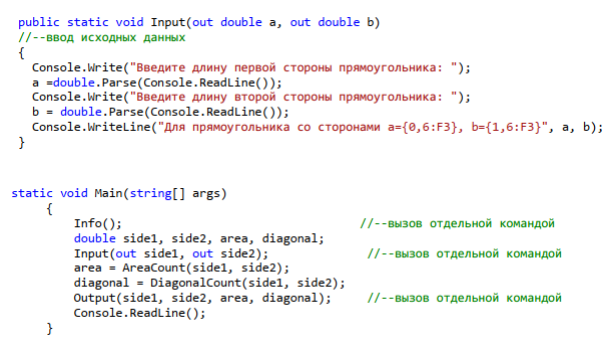 public static void Input(out double a, out double b)
//--ввод исходных данных
{
Console.Write("Введите длину первой стороны прямоугольника: ");
a =double.Parse(Console.ReadLine());
Console.Write("Введите длину второй стороны прямоугольника: ");
b = double.Parse(Console.ReadLine());
Console.WriteLine("Для прямоугольника со сторонами a={0,6:F3}, b={1,6:F3}", a, b);
}
static void Main(string[] args)
{
Info(); //--вызов отдельной командой
double side1, side2, area, diagonal;
Input(out side1, out side2); //--вызов отдельной командой
area = AreaCount(side1, side2);
diagonal = DiagonalCount(side1, side2);
Output(side1, side2, area, diagonal); //--вызов отдельной командой
Console.ReadLine();
}